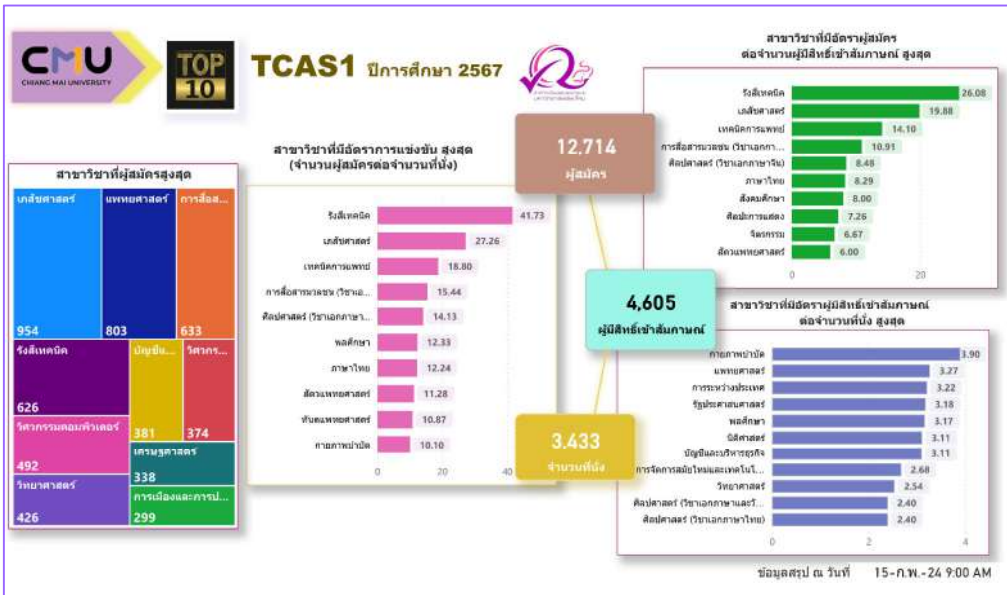 CMU
CHIANG MAI UNIVERSITY
TOP
10
TCAS1 ปีการศึกษา 2567
สาขาวิชาที่ผู้สมัครสูงสุด
เภสัชศาสตร์
954
แพทยศาสตร์
803
การสื่อส...
633
รังสีเทคนิค
626
บัญชีแ...
381
วิศวกร...
374
วิศวกรรมคอมพิวเตอร์
492
เศรษฐศาสตร์
338
วิทยาศาสตร์
426
การเมืองและการป...
299
สาขาวิชาที่มีอัตราการแข่งขัน สูงสุด
(จำนวนผู้สมัครต่อจำนวนที่นั่ง)
รังสีเทคนิค 41.73
เภสัชศาสตร์ 27.26
เทคนิคการแพทย์ 18.80
การสื่อสารมวลชน (วิชาเอ... 15.44
ศิลปศาสตร์ (วิชาเอกภาษา... 14.13
พลศึกษา 12.33
ภาษาไทย 12.24
สัตวแพทยศาสตร์ 11.28
ทันตแพทยศาสตร์ 10.87
กายภาพบำบัด 10.10
0 20 40
12,714
ผู้สมัคร
4,605
ผู้มีสิทธิ์เข้าสัมภาษณ์
3,433
จำนวนที่นั่ง
สาขาวิชาที่มีอัตราผู้สมัคร
ต่อจำนวนผู้มีสิทธิ์เข้าสัมภาษณ์ สูงสุด
รังสีเทคนิค 26.08
เภสัชศาสตร์ 19.88
เทคนิคการแพทย์ 14.10
การสื่อสารมวลชน (วิชาเอกกา... 10.91
ศิลปศาสตร์ (วิชาเอกภาษาจีน) 8.48
ภาษาไทย 8.29
สังคมศึกษา 8.00
ศิลปะการแสดง 7.26
จิตรกรรม 6.67
สัตวแพทยศาสตร์ 6.00
0 20
สาขาวิชาที่มีอัตราผู้มีสิทธิ์เข้าสัมภาษณ์
ต่อจำนวนที่นั่ง สูงสุด
กายภาพบำบัด 3.90
แพทยศาสตร์ 3.27
การระหว่างประเทศ 3.22
รัฐประศาสนศาสตร์ 3.18
พลศึกษา 3.17
นิติศาสตร์ 3.11
บัญชีและบริหารธุรกิจ 3.11
การจัดการสมัยใหม่และเทคโนโ... 2.68
วิทยาศาสตร์ 2.54
ศิลปศาสตร์ (วิชาเอกภาษาและวั... 2.40
ศิลปศาสตร์ (วิชาเอกภาษาไทย) 2.40
0 2 4
ข้อมูลสรุป ณ วันที่ 15-ก.พ.-24 9:00 AM